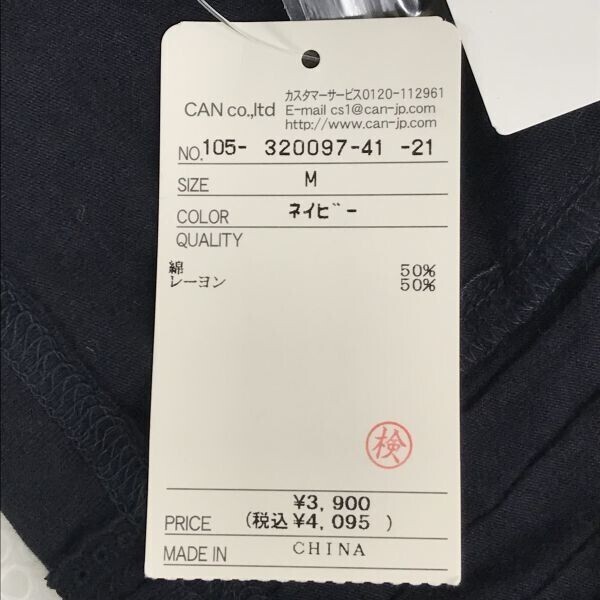 CAN co.,ltd
カスタマーサービス0120-112961
E-mail cs1@can-jp.com
http://www.can-jp.com
NO.105- 320097-41 -21
SIZE M
COLOR ネイビー
QUALITY
綿 50%
レーヨン 50%
検
¥3,900
PRICE (税込¥4,095 )
MADE IN CHINA